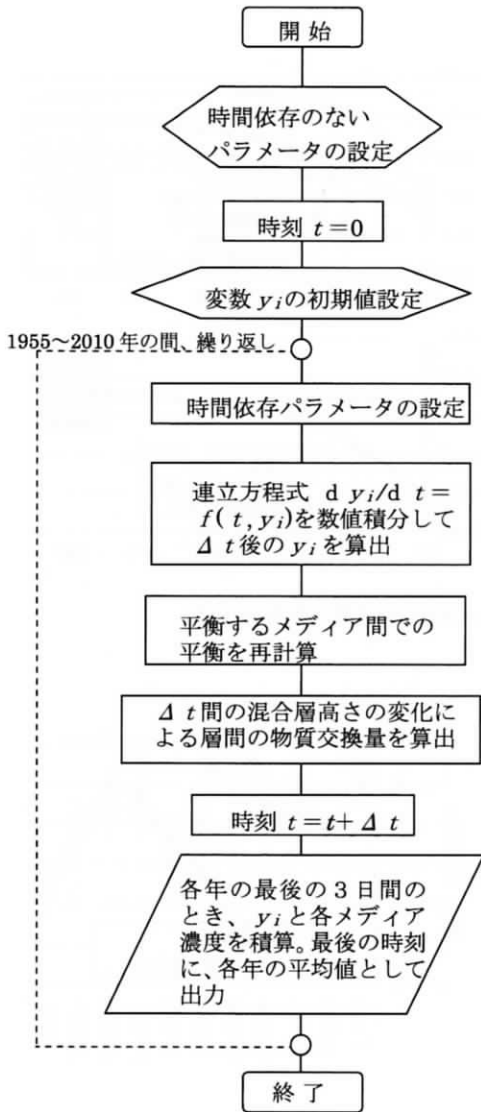 開 始
時間依存のない
パラメータの設定
時刻 t＝0
変数 yiの初期値設定
1955～2010 年の間、繰り返し
時間依存パラメータの設定
連立方程式 d yi/d t＝
f( t, yi)を数値積分して
Δ t後の yiを算出
平衡するメディア間での
平衡を再計算
Δ t間の混合層高さの変化に
よる層間の物質交換量を算出
時刻 t＝t+ Δ t
各年の最後の 3 日間の
とき、yiと各メディア
濃度を積算。最後の時刻
に、各年の平均値として
出力
終 了